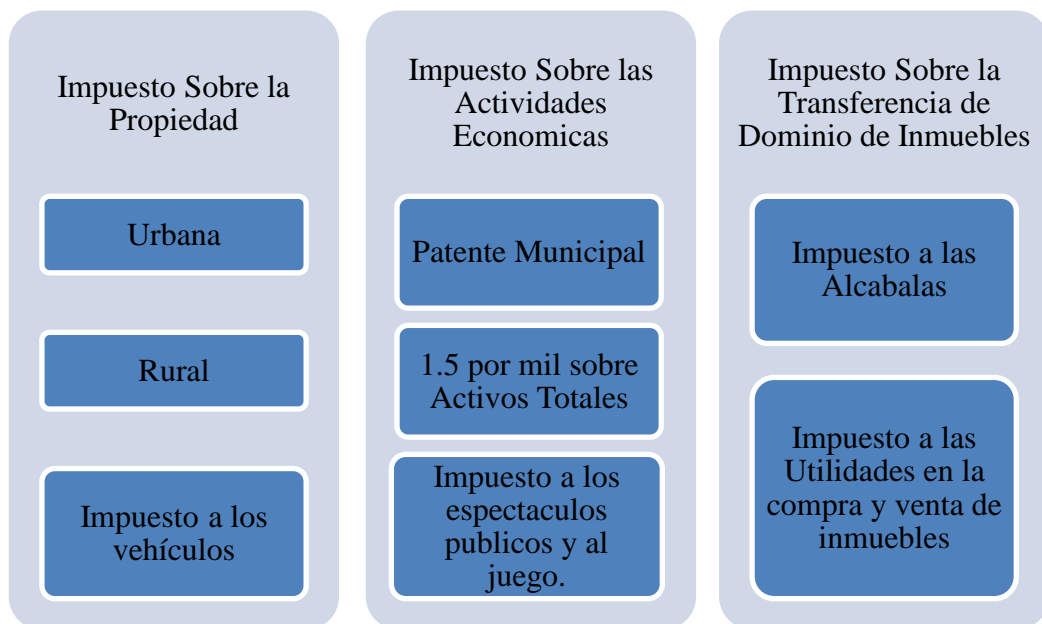 Impuesto Sobre la
Propiedad
Urbana
Rural
Impuesto a los
vehículos
Impuesto Sobre las
Actividades
Economicas
Patente Municipal
1.5 por mil sobre
Activos Totales
Impuesto a los
espectaculos
publicos y al
juego.
Impuesto Sobre la
Transferencia de
Dominio de Inmuebles
Impuesto a las
Alcabalas
Impuesto a las
Utilidades en la
compra y venta de
inmuebles